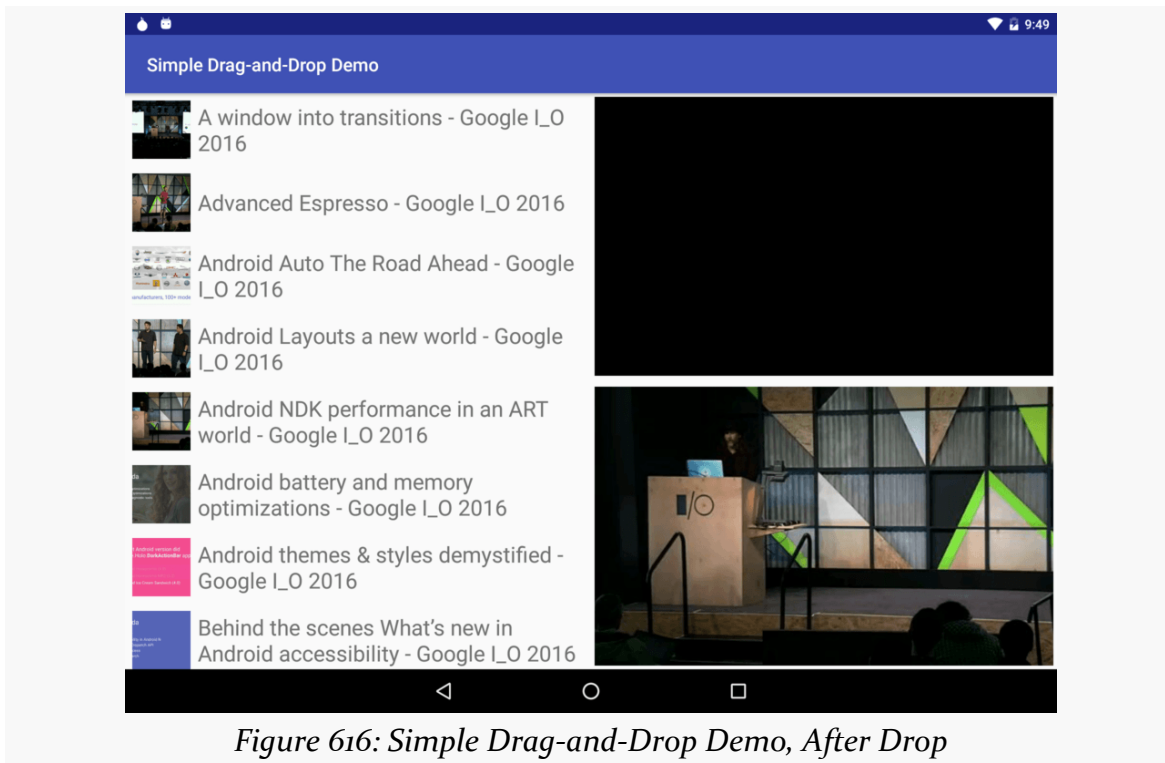 9:49
Simple Drag-and-Drop Demo
A window into transitions - Google I_O
2016
Advanced Espresso - Google I_O 2016
Android Auto The Road Ahead - Google
I_O 2016
anufacturers, 100+ mode
Android Layouts a new world - Google
I_O 2016
Android NDK performance in an ART
world - Google I_O 2016
Android battery and memory
optimizations - Google I_O 2016
Android themes & styles demystified -
Google I_O 2016
Behind the scenes What's new in
Android accessibility - Google I_O 2016
I/O
Figure 616: Simple Drag-and-Drop Demo, After Drop